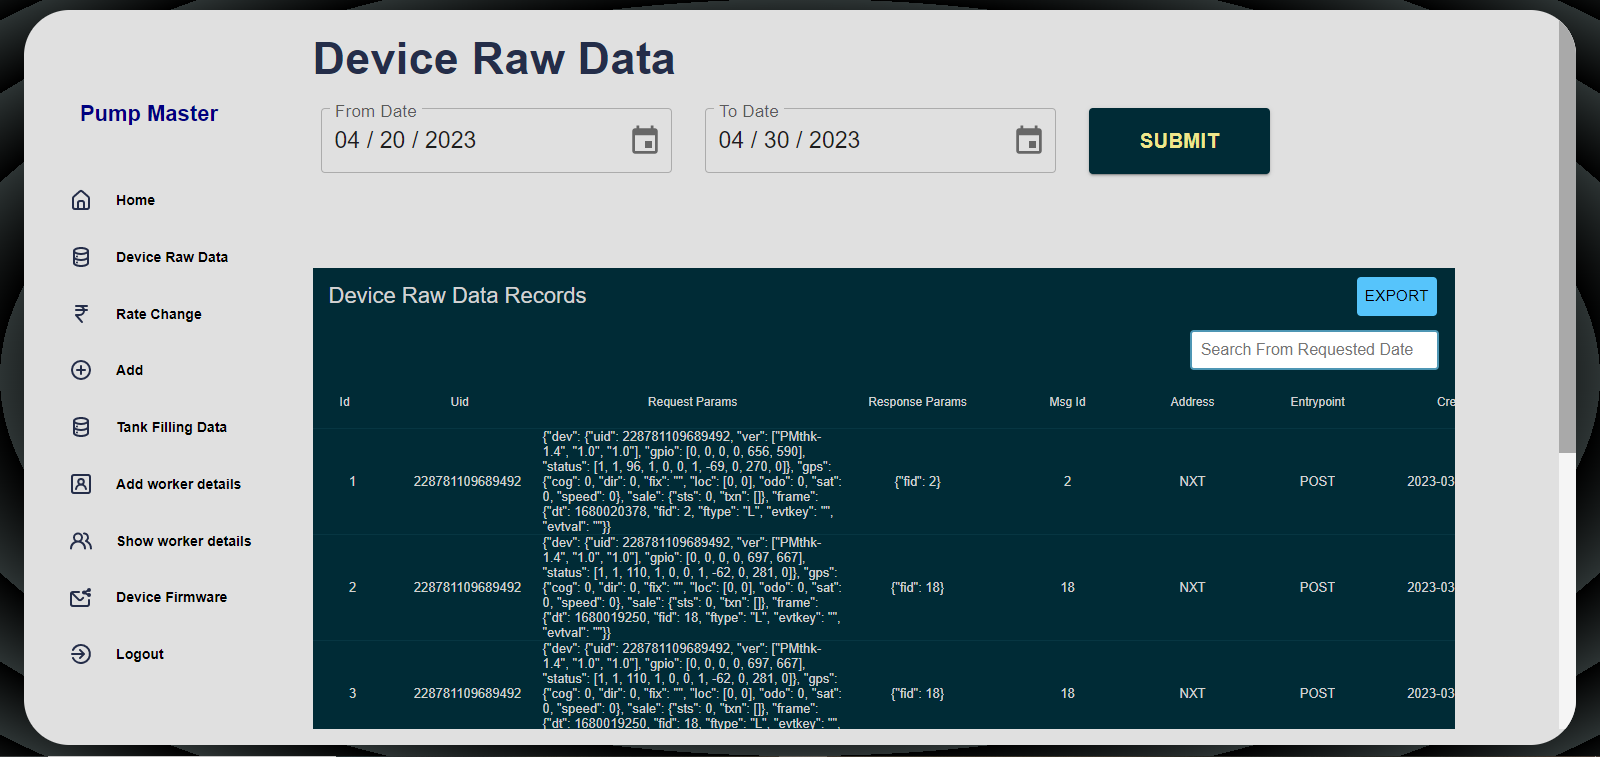 Device Raw Data
Pump Master
From Date
04 / 20 / 2023
To Date
04 / 30 / 2023
SUBMIT
Home
Device Raw Data
Rate Change
Add
Tank Filling Data
Add worker details
Show worker details
Device Firmware
Logout
Device Raw Data Records
EXPORT
Search From Requested Date
Id Uid Request Params Response Params Msg Id Address Entrypoint Cre
1 228781109689492
{"dev": {"uid": 228781109689492, "ver": ["PMthk-
1.4", "1.0", "1.0"], "gpio": [0, 0, 0, 0, 656, 590],
"status": [1, 1, 96, 1, 0, 0, 1, -69, 0, 270, 0]}, "gps":
{"cog": 0, "dir": 0, "fix": "", "loc": [0, 0], "odo": 0, "sat":
0, "speed": 0}, "sale": {"sts": 0, "txn": []}, "frame":
{"dt": 1680020378, "fid": 2, "ftype": "L", "evtkey": "",
"evtval": ""}}
{"fid": 2} 2 NXT POST 2023-03
2 228781109689492
{"dev": {"uid": 228781109689492, "ver": ["PMthk-
1.4", "1.0", "1.0"], "gpio": [0, 0, 0, 0, 697, 667],
"status": [1, 1, 110, 1, 0, 0, 1, -62, 0, 281, 0]}, "gps":
{"cog": 0, "dir": 0, "fix": "", "loc": [0, 0], "odo": 0, "sat":
0, "speed": 0}, "sale": {"sts": 0, "txn": []}, "frame":
{"dt": 1680019250, "fid": 18, "ftype": "L", "evtkey": "",
"evtval": ""}}
{"fid": 18} 18 NXT POST 2023-03
3 228781109689492
{"dev": {"uid": 228781109689492, "ver": ["PMthk-
1.4", "1.0", "1.0"], "gpio": [0, 0, 0, 0, 697, 667],
"status": [1, 1, 110, 1, 0, 0, 1, -62, 0, 281, 0]}, "gps":
{"cog": 0, "dir": 0, "fix": "", "loc": [0, 0], "odo": 0, "sat":
0, "speed": 0}, "sale": {"sts": 0, "txn": []}, "frame":
{"dt": 1680019250, "fid": 18, "ftype": "L", "evtkey": "",
{"fid": 18} 18 NXT POST 2023-03